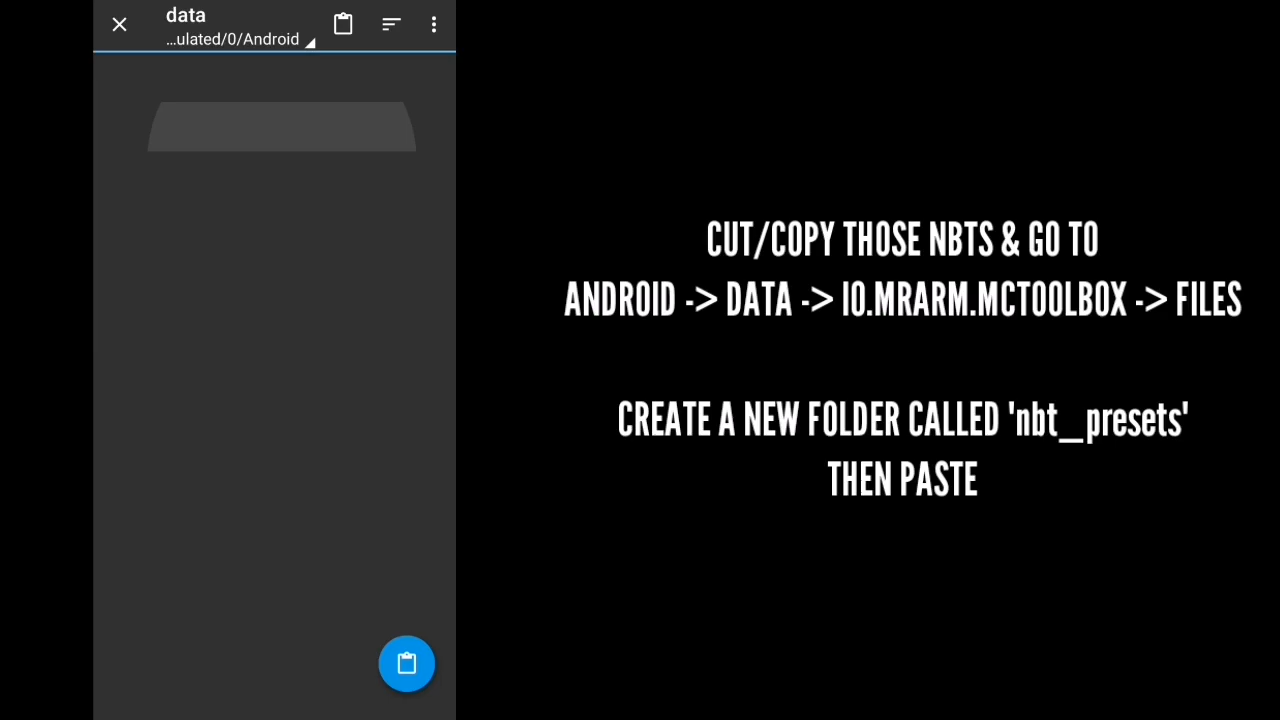 data
...ulated/0/Android
CUT/COPY THOSE NBTS & GO TO
ANDROID -> DATA -> IO.MRARM.MCTOOLBOX -> FILES
CREATE A NEW FOLDER CALLED 'nbt_presets'
THEN PASTE